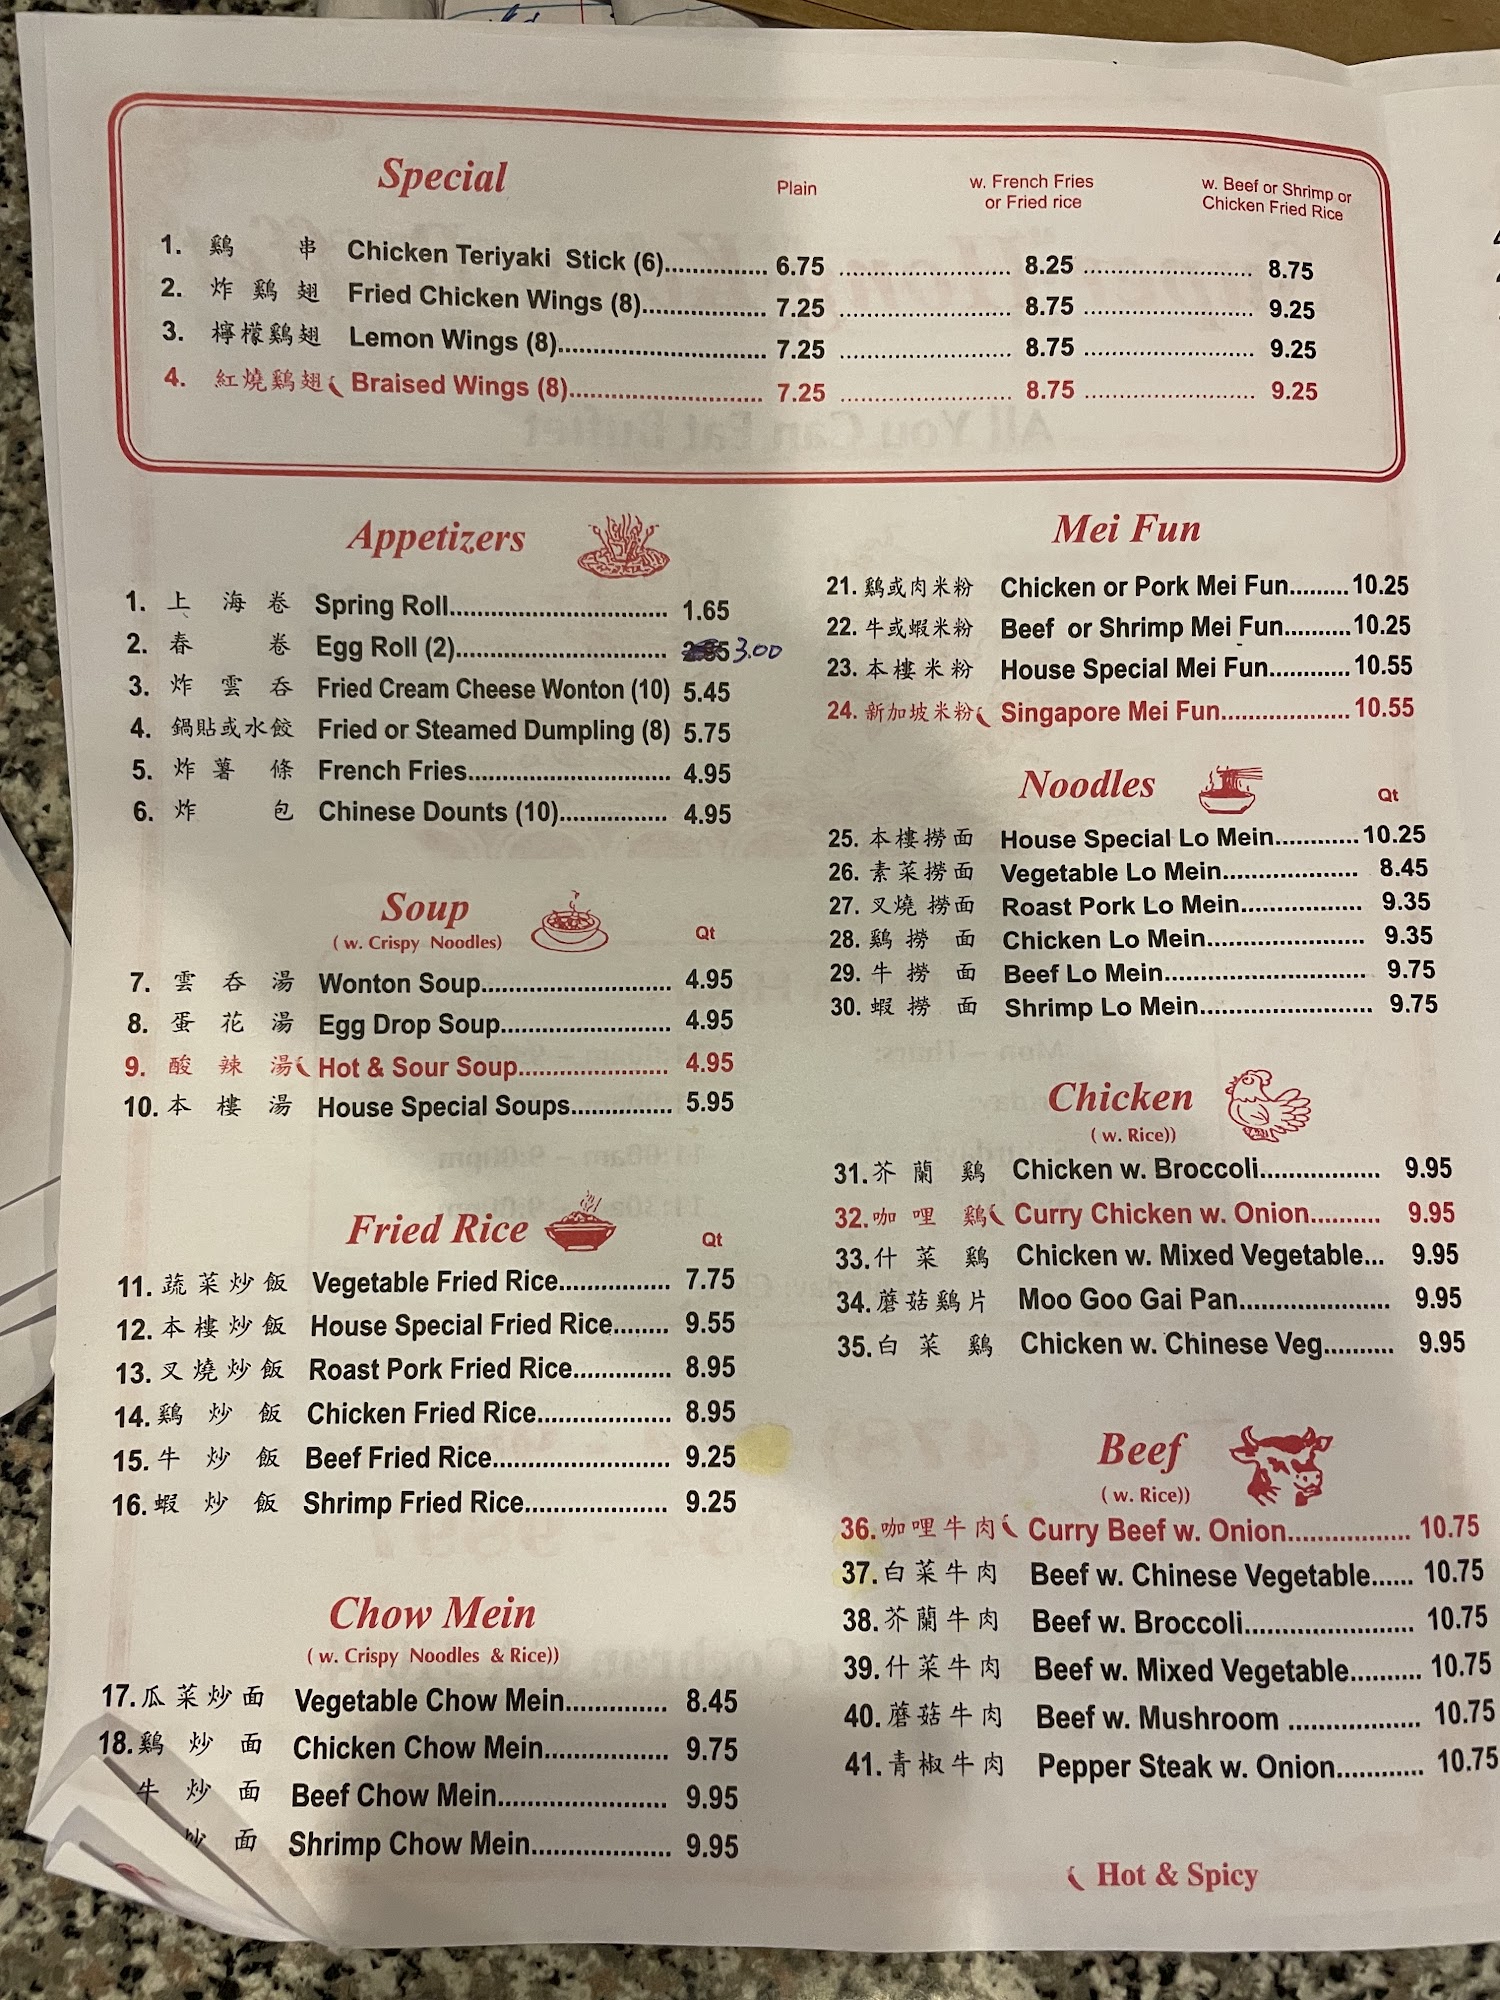 Special
Plain
w. French Fries
or Fried rice
w. Beef or Shrimp or
Chicken Fried Rice
1. 鷄 串 Chicken Teriyaki Stick (6)............... 6.75 ......................... 8.25 ......................... 8.75
2. 炸鷄翅 Fried Chicken Wings (8).................. 7.25 ......................... 8.75 ......................... 9.25
3. 檸檬鷄翅 Lemon Wings (8).............................. 7.25 ......................... 8.75 ......................... 9.25
4. 紅燒鷄翅 Braised Wings (8)............................ 7.25 ......................... 8.75 ......................... 9.25
Appetizers
1. 上海卷 Spring Roll................................ 1.65
2. 春卷 Egg Roll (2)............................... 3.00
3. 炸雲吞 Fried Cream Cheese Wonton (10) 5.45
4. 鍋貼或水餃 Fried or Steamed Dumpling (8) 5.75
5. 炸薯條 French Fries.............................. 4.95
6. 炸包 Chinese Dounts (10)................ 4.95
Soup
( w. Crispy Noodles)
Qt
7. 雲吞湯 Wonton Soup............................ 4.95
8. 蛋花湯 Egg Drop Soup......................... 4.95
9. 酸辣湯 Hot & Sour Soup....................... 4.95
10. 本樓湯 House Special Soups............... 5.95
Fried Rice
Qt
11. 蔬菜炒飯 Vegetable Fried Rice................. 7.75
12. 本樓炒飯 House Special Fried Rice........ 9.55
13. 叉燒炒飯 Roast Pork Fried Rice............... 8.95
14. 鷄炒飯 Chicken Fried Rice.................... 8.95
15. 牛炒飯 Beef Fried Rice.......................... 9.25
16. 蝦炒飯 Shrimp Fried Rice..................... 9.25
Chow Mein
( w. Crispy Noodles & Rice))
17. 瓜菜炒面 Vegetable Chow Mein............... 8.45
18. 鷄炒面 Chicken Chow Mein.................. 9.75
牛炒面 Beef Chow Mein......................... 9.95
炒面 Shrimp Chow Mein.................... 9.95
Mei Fun
21. 鷄或肉米粉 Chicken or Pork Mei Fun.........10.25
22. 牛或蝦米粉 Beef or Shrimp Mei Fun..........10.25
23. 本樓米粉 House Special Mei Fun............ 10.55
24. 新加坡米粉 Singapore Mei Fun................... 10.55
Noodles
Qt
25. 本樓撈面 House Special Lo Mein............10.25
26. 素菜撈面 Vegetable Lo Mein.................... 8.45
27. 叉燒撈面 Roast Pork Lo Mein.................. 9.35
28. 鷄撈面 Chicken Lo Mein....................... 9.35
29. 牛撈面 Beef Lo Mein.............................. 9.75
30. 蝦撈面 Shrimp Lo Mein.......................... 9.75
Chicken
( w. Rice))
31. 芥蘭鷄 Chicken w. Broccoli.................. 9.95
32. 咖哩鷄 Curry Chicken w. Onion.......... 9.95
33. 什菜鷄 Chicken w. Mixed Vegetable... 9.95
34. 蘑菇鷄片 Moo Goo Gai Pan...................... 9.95
35. 白菜鷄 Chicken w. Chinese Veg.......... 9.95
Beef
( w. Rice))
36. 咖哩牛肉 Curry Beef w. Onion.................. 10.75
37. 白菜牛肉 Beef w. Chinese Vegetable...... 10.75
38. 芥蘭牛肉 Beef w. Broccoli......................... 10.75
39. 什菜牛肉 Beef w. Mixed Vegetable.......... 10.75
40. 蘑菇牛肉 Beef w. Mushroom ................... 10.75
41. 青椒牛肉 Pepper Steak w. Onion............ 10.75
Hot & Spicy